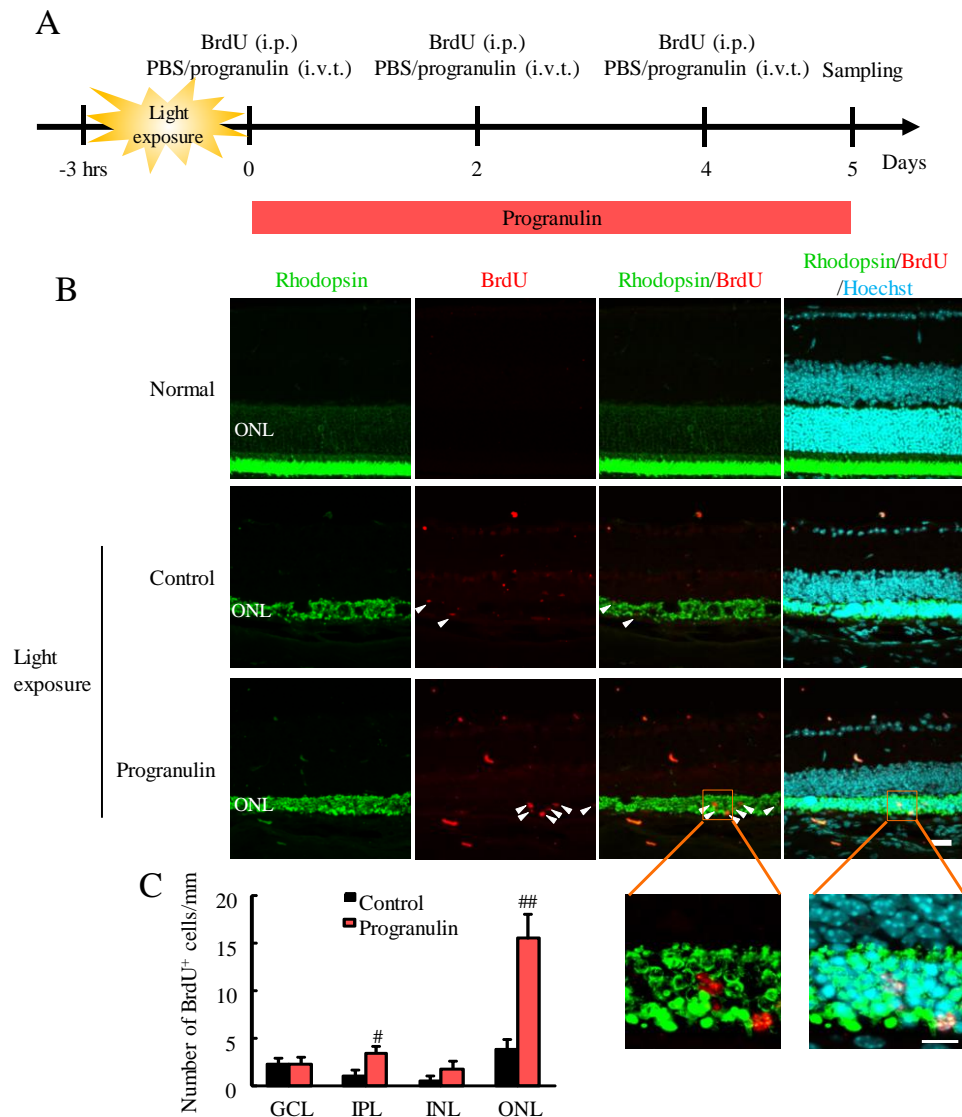 A
BrdU (i.p.)
PBS/progranulin (i.v.t.)
BrdU (i.p.)
PBS/progranulin (i.v.t.)
BrdU (i.p.)
PBS/progranulin (i.v.t.)
Sampling
Light
exposure
-3 hrs
0
2
4
5
Days
Progranulin
B
Rhodopsin
BrdU
Rhodopsin/BrdU
Rhodopsin/BrdU
/Hoechst
Normal
ONL
Light
exposure
Control
ONL
Progranulin
ONL
C
Number of BrdU⁺ cells/mm
20
15
10
5
0
Control
Progranulin
#
##
GCL
IPL
INL
ONL